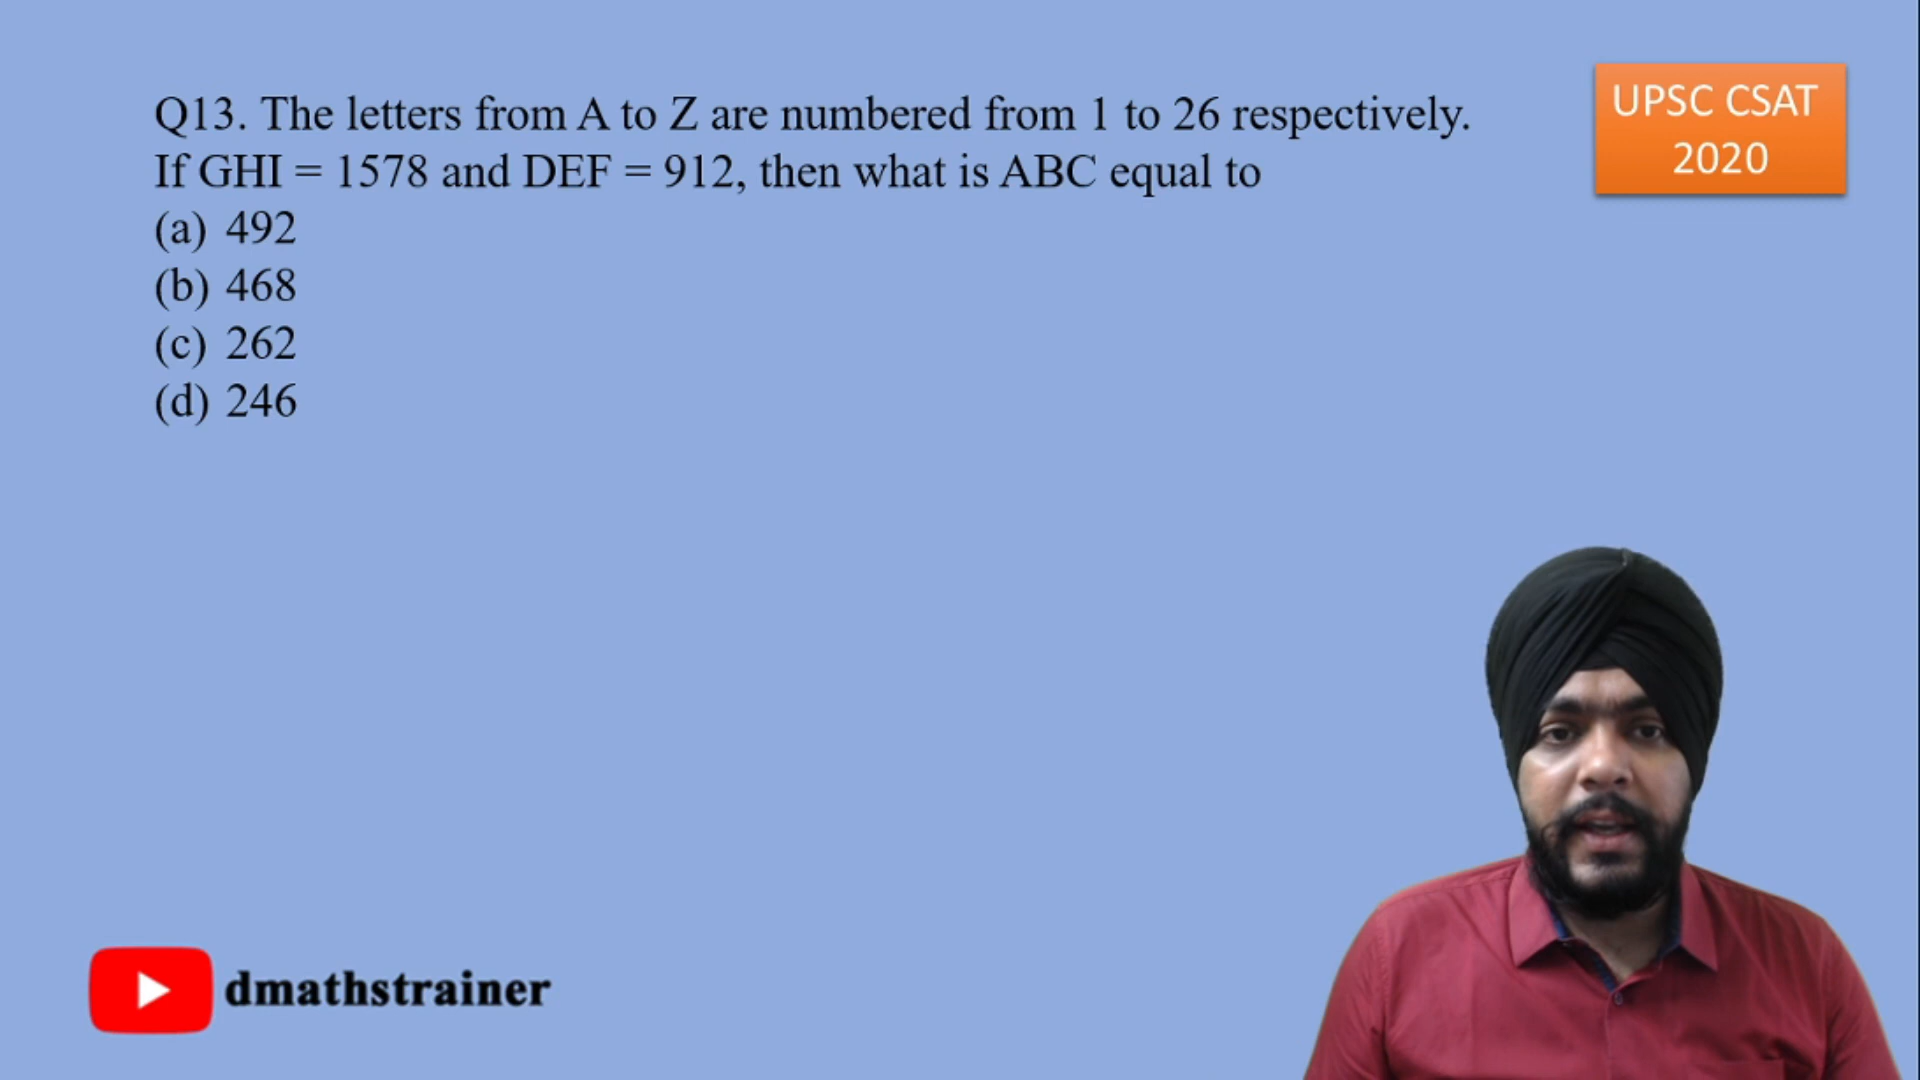 Q13. The letters from A to Z are numbered from 1 to 26 respectively.
If GHI = 1578 and DEF = 912, then what is ABC equal to
(a) 492
(b) 468
(c) 262
(d) 246
UPSC CSAT
2020
dmathstrainer